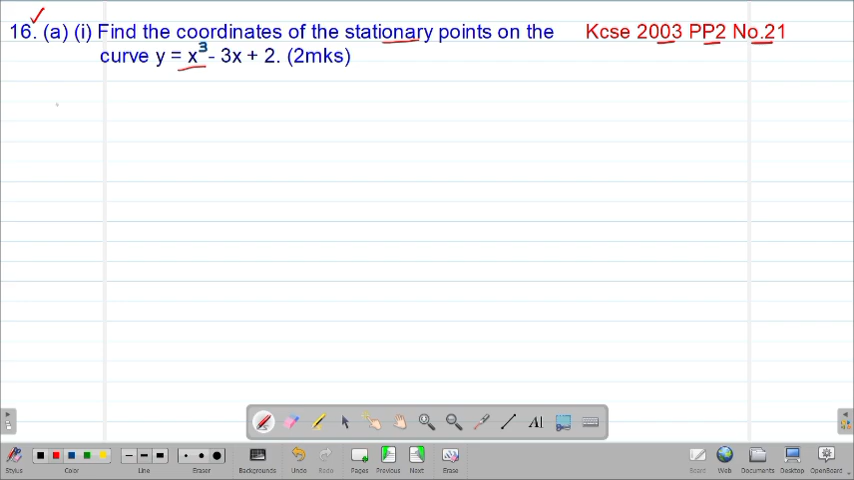 16. (a) (i) Find the coordinates of the stationary points on the Kcse 2003 PP2 No.21
curve y = x³ - 3x + 2. (2mks)
Stylus Color Line Eraser Backgrounds Undo Redo Pages Previous Next Erase Board Web Documents Desktop OpenBoard